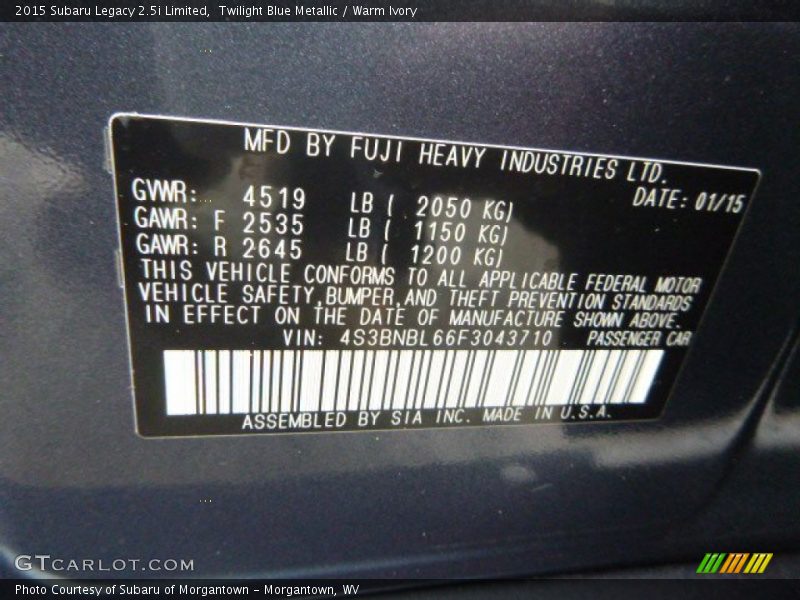 2015 Subaru Legacy 2.5i Limited,  Twilight Blue Metallic / Warm Ivory
MFD BY FUJI HEAVY INDUSTRIES LTD.
GVWR: 4519 LB ( 2050 KG) DATE: 01/15
GAWR: F 2535 LB ( 1150 KG)
GAWR: R 2645 LB ( 1200 KG)
THIS VEHICLE CONFORMS TO ALL APPLICABLE FEDERAL MOTOR
VEHICLE SAFETY,BUMPER,AND THEFT PREVENTION STANDARDS
IN EFFECT ON THE DATE OF MANUFACTURE SHOWN ABOVE.
VIN: 4S3BNBL66F3043710 PASSENGER CAR
ASSEMBLED BY SIA INC. MADE IN U.S.A.
GTCARLOT.COM
Photo Courtesy of Subaru of Morgantown – Morgantown, WV